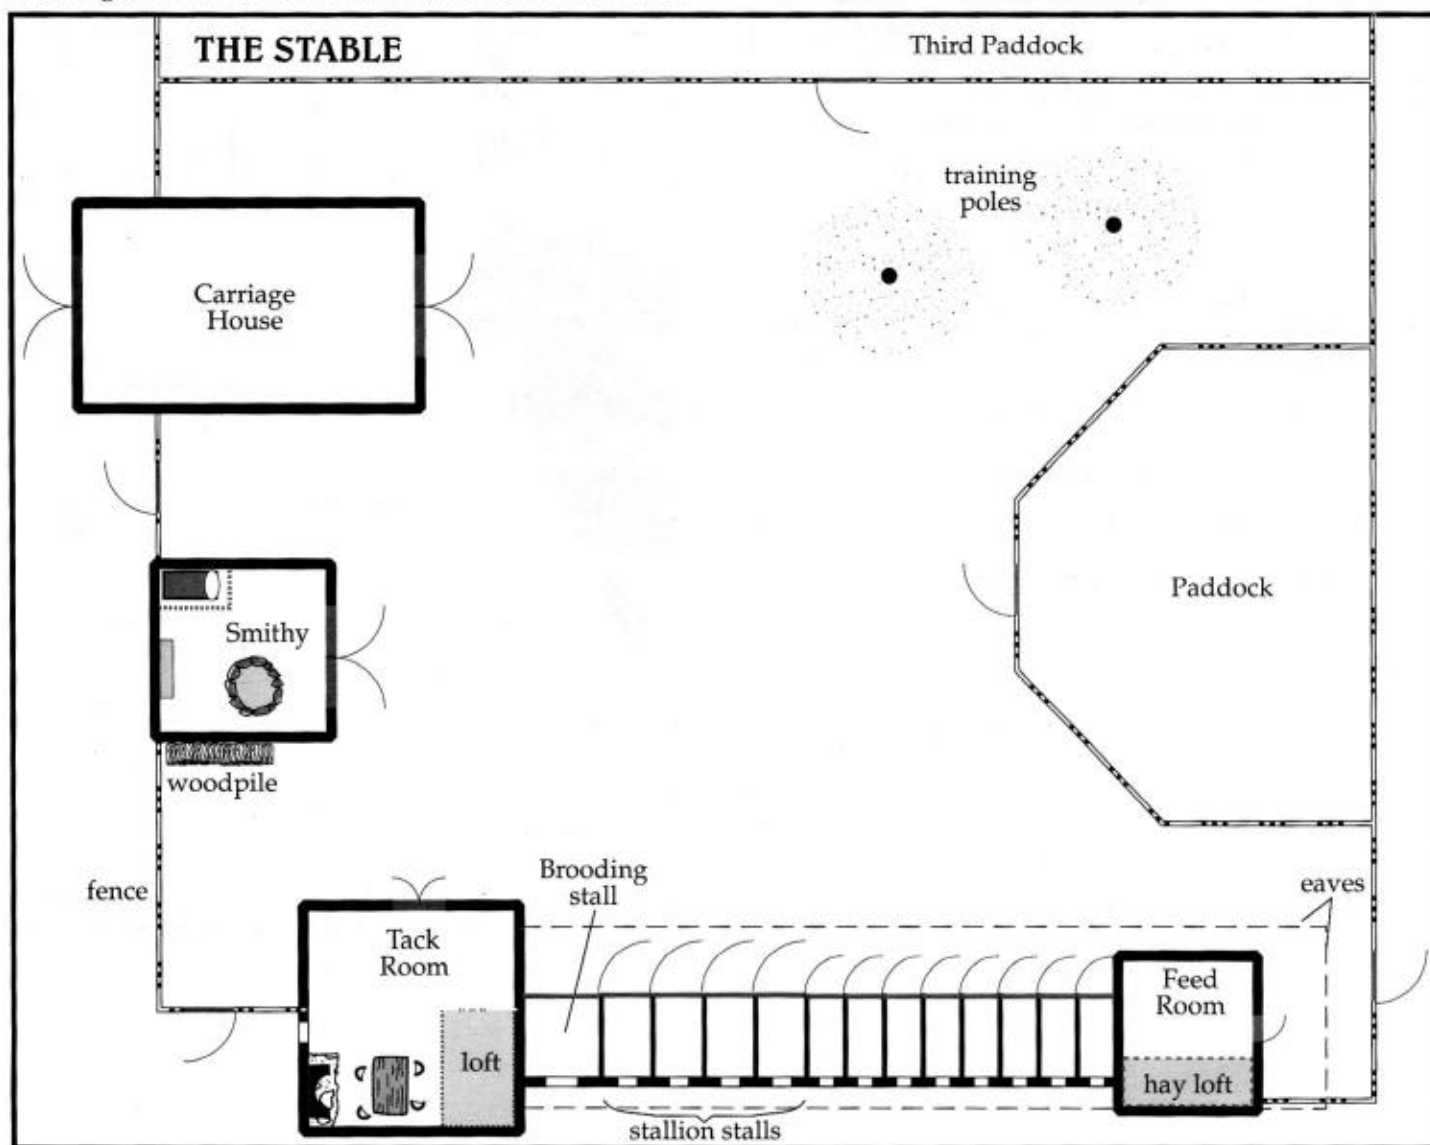 THE STABLE
Third Paddock
training
poles
Carriage
House
Smithy
Paddock
woodpile
Brooding
stall
fence
eaves
Tack
Room
Feed
Room
loft
hay loft
stallion stalls